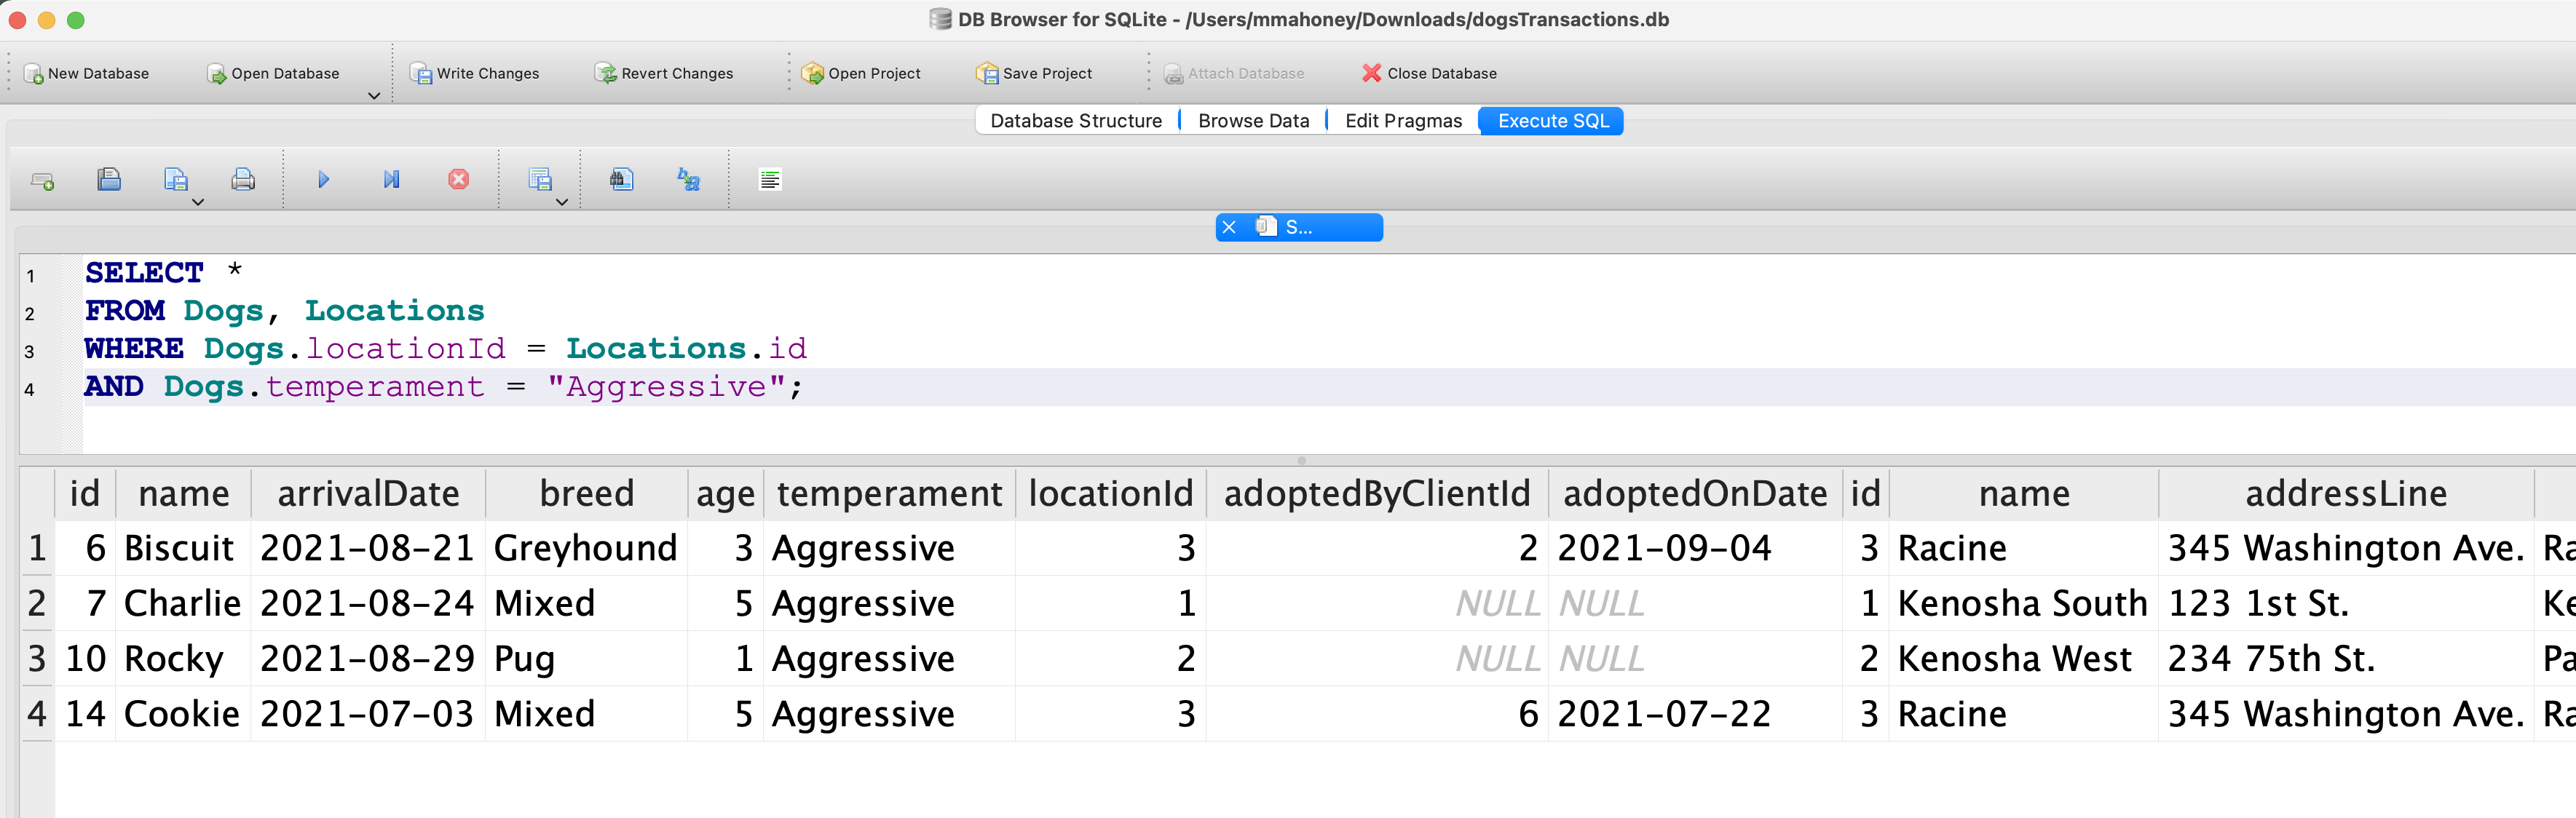 DB Browser for SQLite - /Users/mmahoney/Downloads/dogsTransactions.db
New Database Open Database Write Changes Revert Changes Open Project Save Project Attach Database Close Database
Database Structure Browse Data Edit Pragmas Execute SQL
S...
1 SELECT *
2 FROM Dogs, Locations
3 WHERE Dogs.locationId = Locations.id
4 AND Dogs.temperament = "Aggressive";
id name arrivalDate breed age temperament locationId adoptedByClientId adoptedOnDate id name addressLine
1 6 Biscuit 2021-08-21 Greyhound 3 Aggressive 3 2 2021-09-04 3 Racine 345 Washington Ave. Ra
2 7 Charlie 2021-08-24 Mixed 5 Aggressive 1 NULL NULL 1 Kenosha South 123 1st St. Ke
3 10 Rocky 2021-08-29 Pug 1 Aggressive 2 NULL NULL 2 Kenosha West 234 75th St. Pa
4 14 Cookie 2021-07-03 Mixed 5 Aggressive 3 6 2021-07-22 3 Racine 345 Washington Ave. Ra